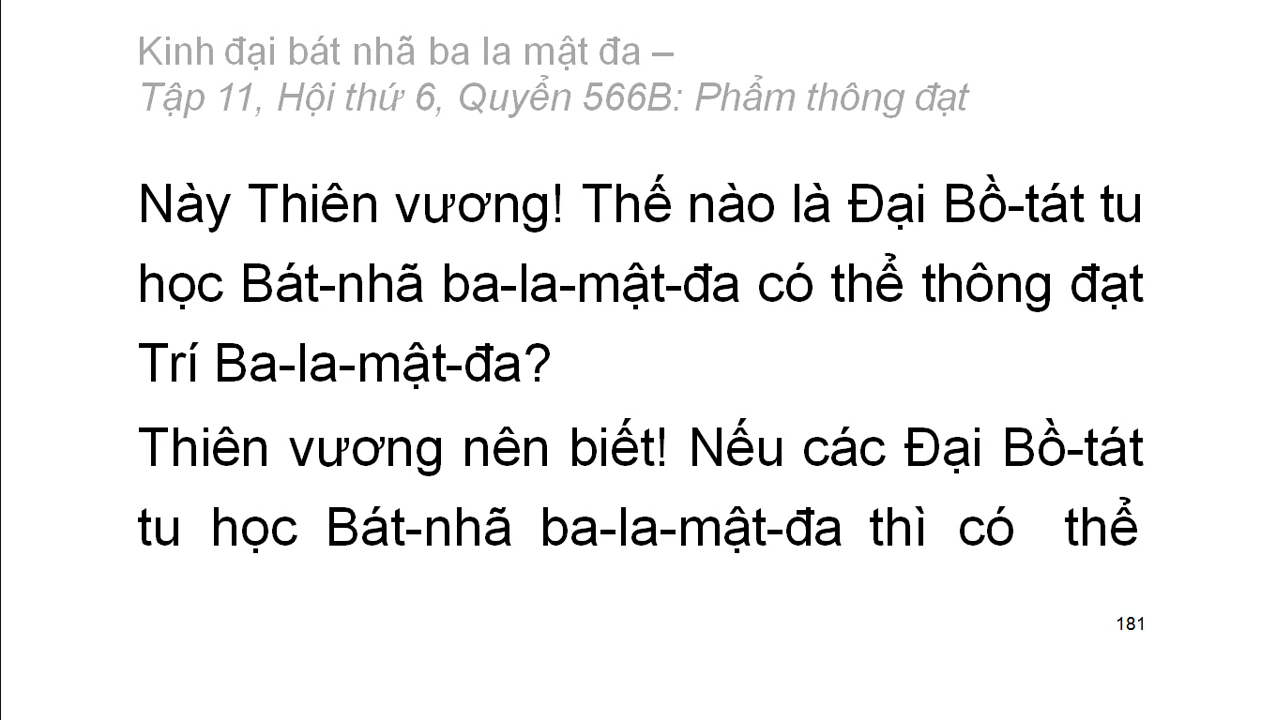 Kinh đại bát nhã ba la mật đa –
Tập 11, Hội thứ 6, Quyển 566B: Phẩm thông đạt
Này Thiên vương! Thế nào là Đại Bồ-tát tu
học Bát-nhã ba-la-mật-đa có thể thông đạt
Trí Ba-la-mật-đa?
Thiên vương nên biết! Nếu các Đại Bồ-tát
tu học Bát-nhã ba-la-mật-đa thì có thể
181